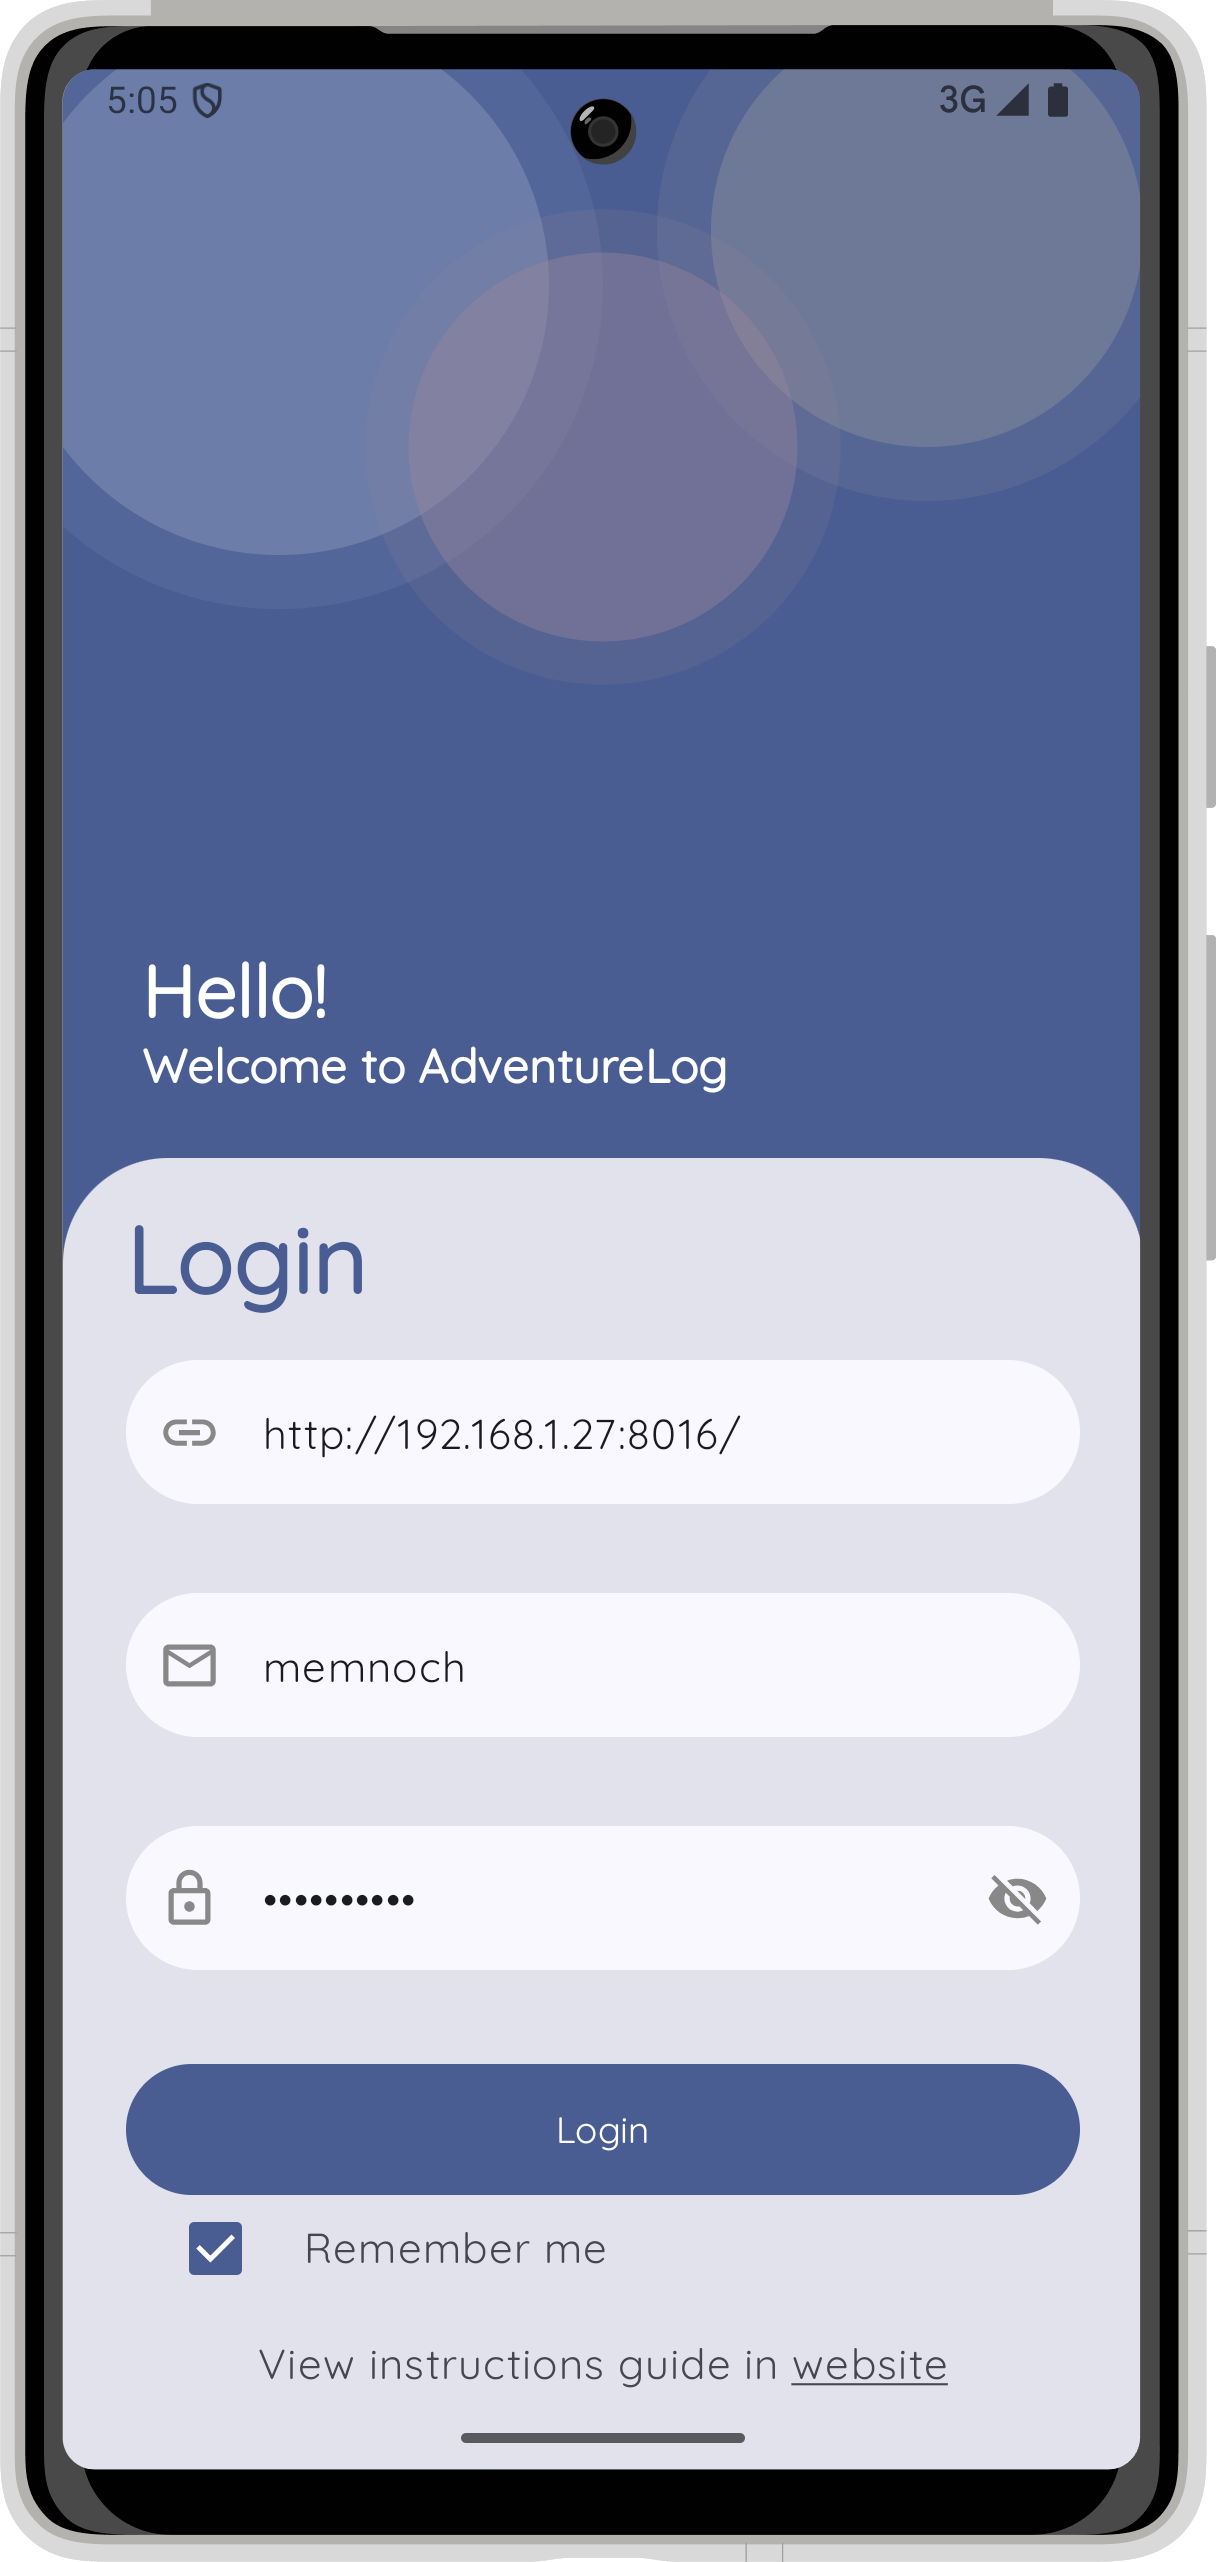 5:05
3G
Hello!
Welcome to AdventureLog
Login
http://192.168.1.27:8016/
memnoch
••••••••••
Login
Remember me
View instructions guide in website